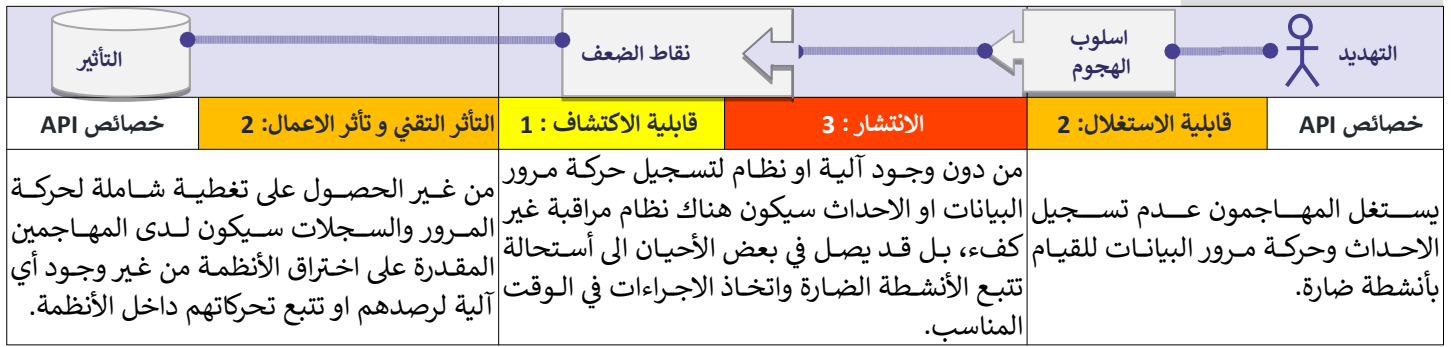 التهديد
اسلوب
الهجوم
نقاط الضعف
التأثير
خصائص API
قابلية الاستغلال: 2
الانتشار : 3
قابلية الاكتشاف : 1
التأثر التقني و تأثر الاعمال: 2
خصائص API
يستغل المهاجمون عدم تسجيل
الاحداث وحركة مرور البيانات للقيام
بأنشطة ضارة.
من دون وجود آلية او نظام لتسجيل حركة مرور
البيانات او الاحداث سيكون هناك نظام مراقبة غير
كفء، بل قد يصل في بعض الأحيان الى أستحالة
تتبع الأنشطة الضارة واتخاذ الاجراءات في الوقت
المناسب.
من غير الحصول على تغطية شاملة لحركة
المرور والسجلات سيكون لدى المهاجمين
المقدرة على اختراق الأنظمة من غير وجود أي
آلية لرصدهم او تتبع تحركاتهم داخل الأنظمة.